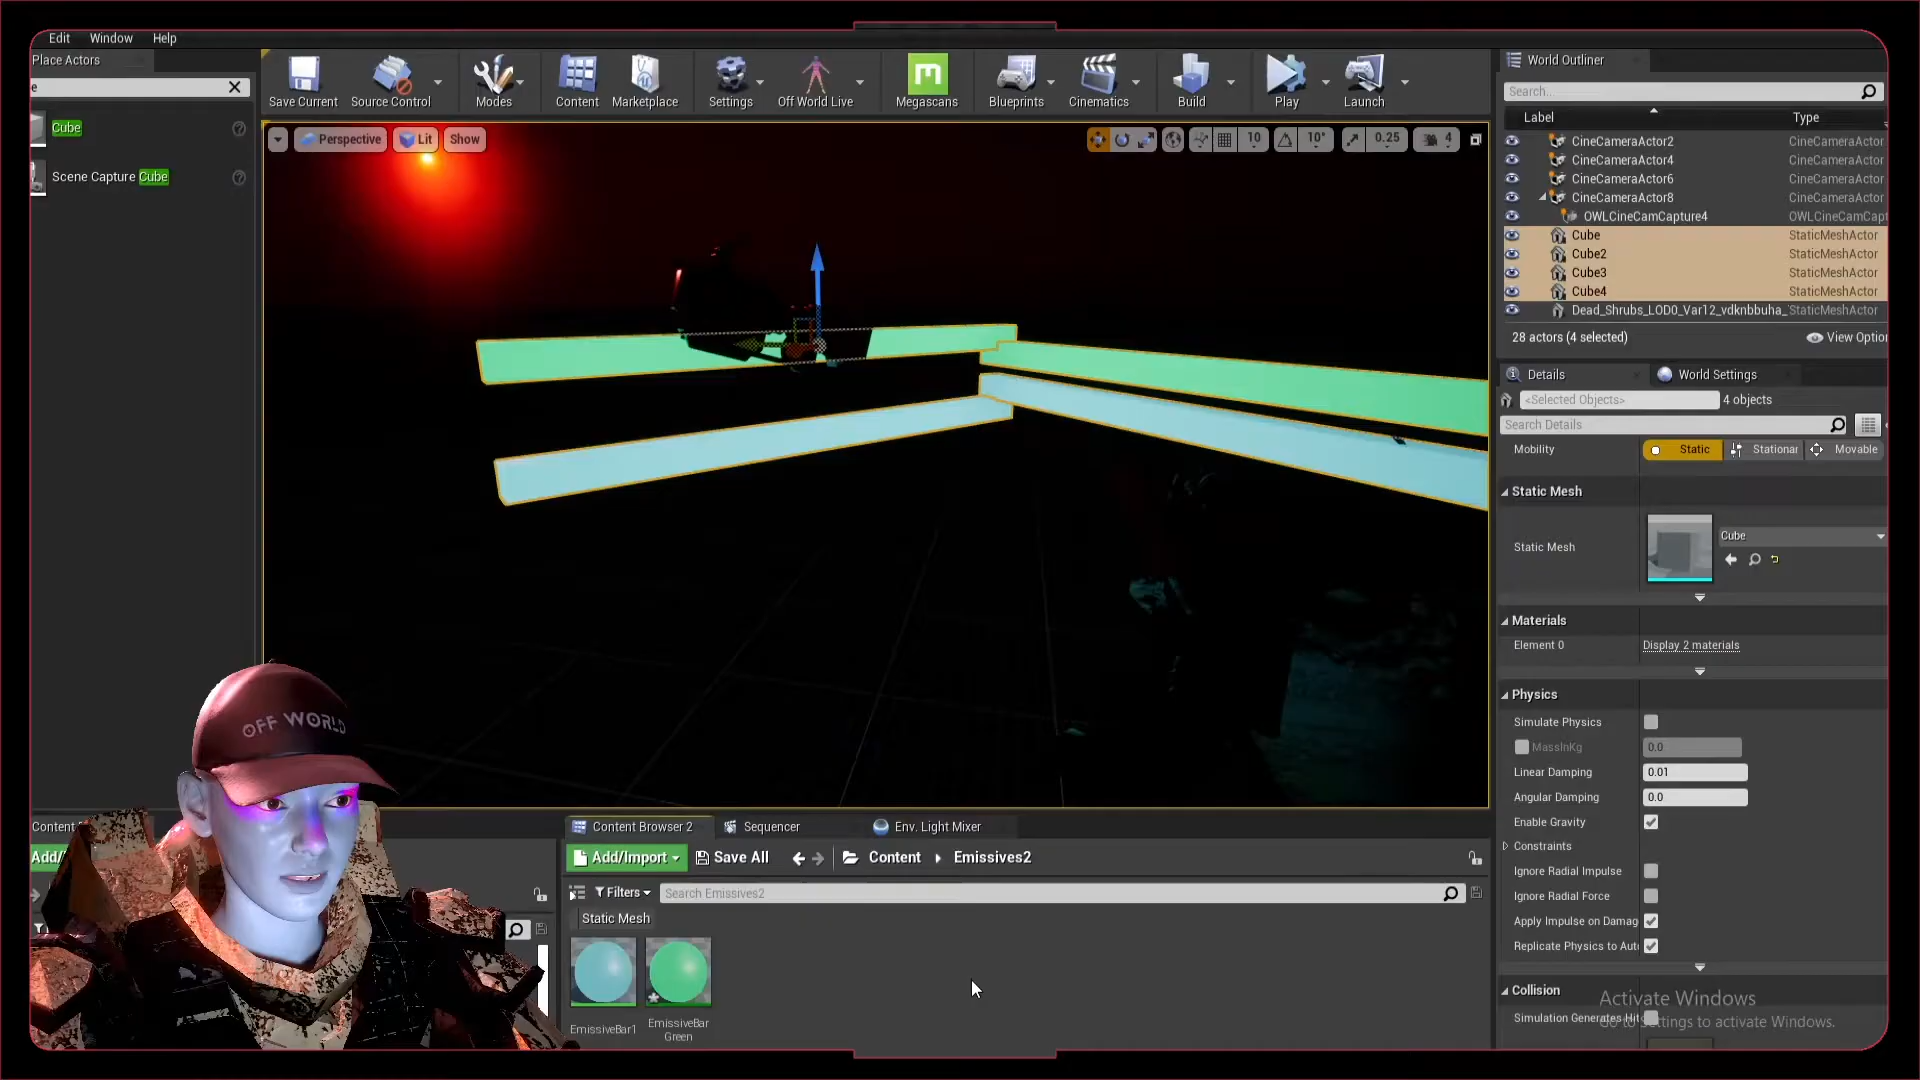 Edit Window Help
Place Actors
e
Cube
Scene Capture Cube
Save Current Source Control Modes Content Marketplace Settings Off World Live Megascans Blueprints Cinematics Build Play Launch
Perspective Lit Show
10 10° 0.25 4
World Outliner
Search...
Label Type
CineCameraActor2 CineCameraActor
CineCameraActor4 CineCameraActor
CineCameraActor6 CineCameraActor
CineCameraActor8 CineCameraActor
OWLCineCamCapture4 OWLCineCamCapt
Cube StaticMeshActor
Cube2 StaticMeshActor
Cube3 StaticMeshActor
Cube4 StaticMeshActor
Dead_Shrubs_LOD0_Var12_vdknbbuha_ StaticMeshActor
28 actors (4 selected) View Optio
Details World Settings
<Selected Objects> 4 objects
Search Details
Mobility Static Stationar Movable
Static Mesh
Static Mesh Cube
Materials
Element 0 Display 2 materials
Physics
Simulate Physics
MassInKg 0.0
Linear Damping 0.01
Angular Damping 0.0
Enable Gravity
Constraints
Ignore Radial Impulse
Ignore Radial Force
Apply Impulse on Damag
Replicate Physics to Aut
Collision
Simulation Generates Hit
Activate Windows
Go to Settings to activate Windows.
OFF WORLD
Content
Add/
Content Browser 2 Sequencer Env. Light Mixer
Add/Import Save All Content Emissives2
Filters Search Emissives2
Static Mesh
EmissiveBar1
EmissiveBar
Green